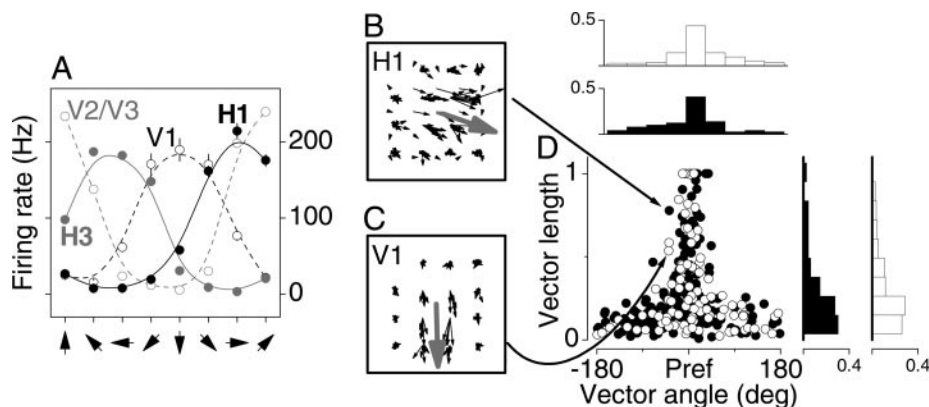 A
V2/V3
V1
H1
H3
Firing rate (Hz)
200
100
0
B
H1
C
V1
0.5
0.5
D
1
0
Vector length
-180 Pref 180
Vector angle (deg)
0.4
0.4